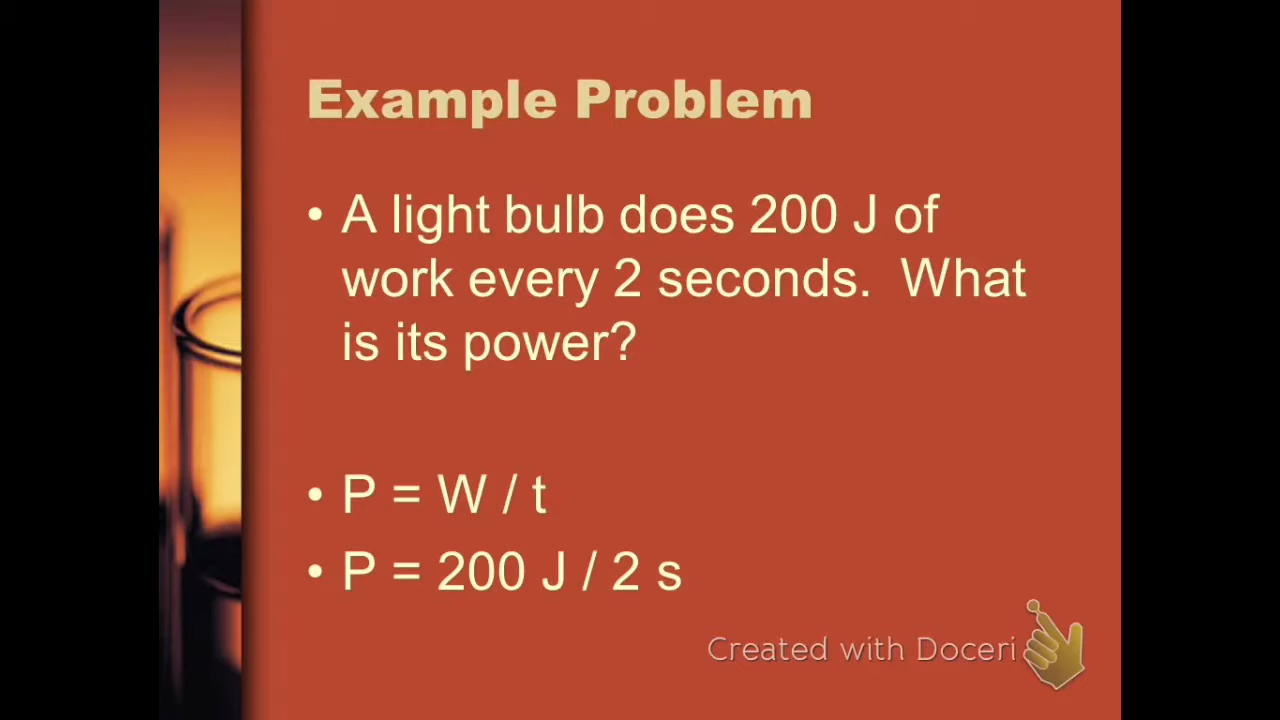 Example Problem
• A light bulb does 200 J of
work every 2 seconds.  What
is its power?
• P = W / t
• P = 200 J / 2 s
Created with Doceri